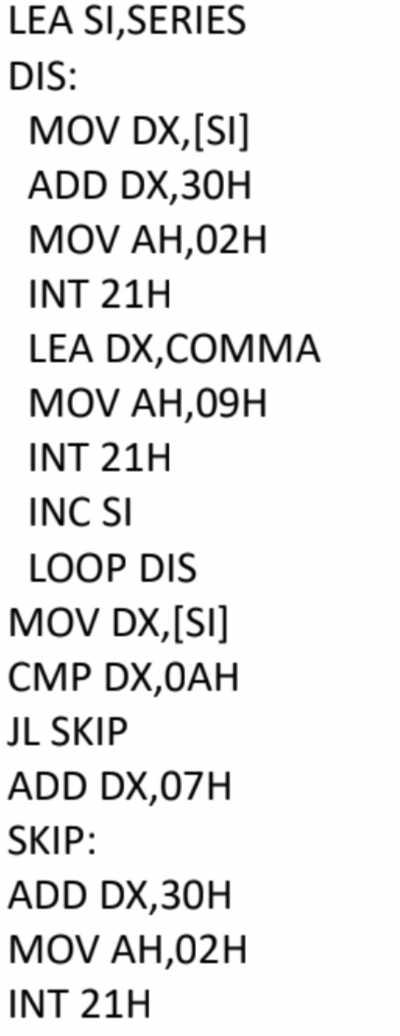 LEA SI,SERIES
DIS:
MOV DX,[SI]
ADD DX,30H
MOV AH,02H
INT 21H
LEA DX,COMMA
MOV AH,09H
INT 21H
INC SI
LOOP DIS
MOV DX,[SI]
CMP DX,0AH
JL SKIP
ADD DX,07H
SKIP:
ADD DX,30H
MOV AH,02H
INT 21H